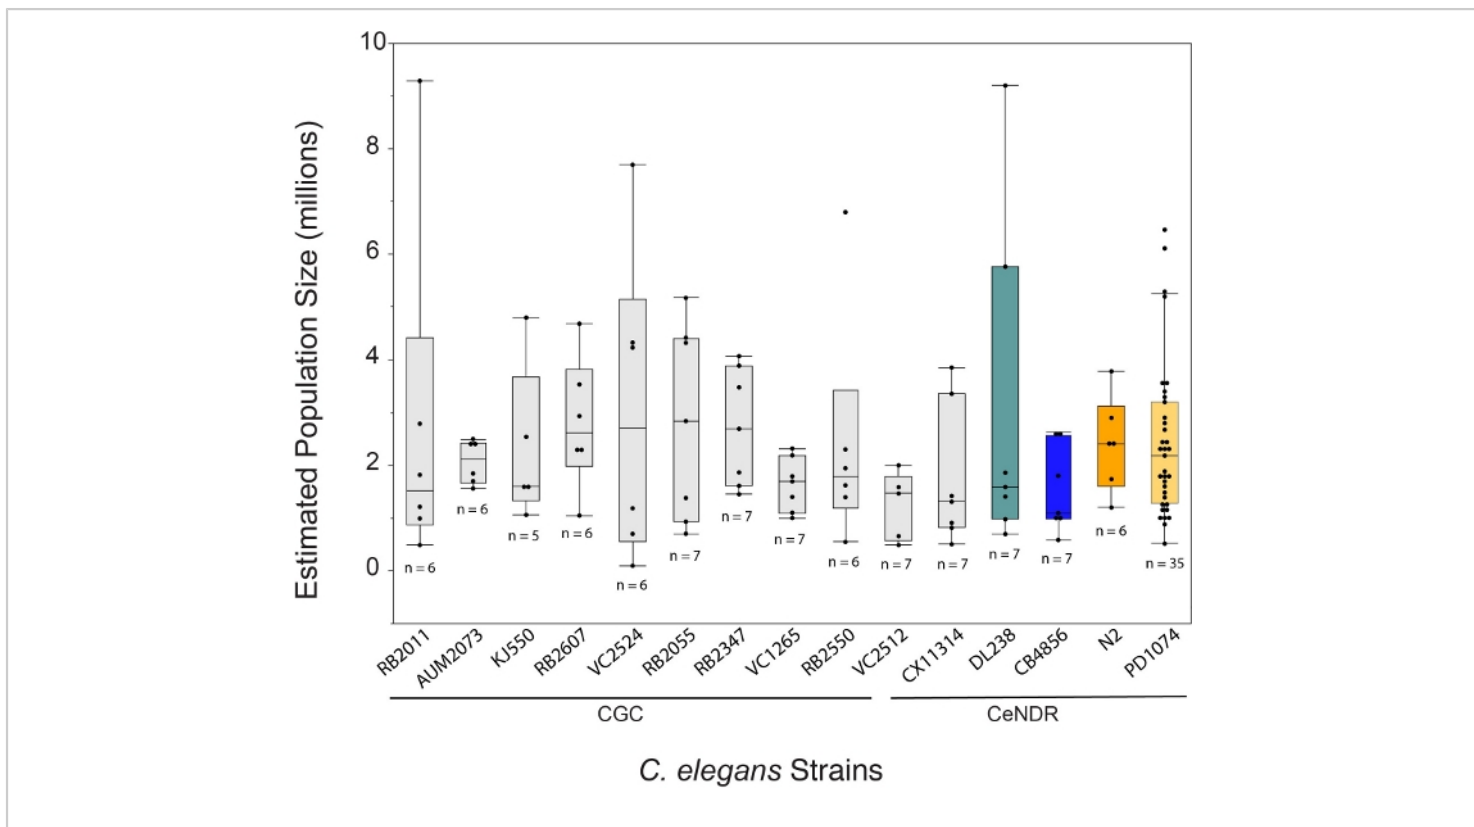 Estimated Population Size (millions)
10
8
6
4
2
0
n = 6
n = 6
n = 5
n = 6
n = 6
n = 7
n = 7
n = 7
n = 6
n = 7
n = 7
n = 7
n = 7
n = 6
n = 35
RB2011
AUM2073
KJ550
RB2607
VC2524
RB2055
RB2347
VC1265
RB2550
VC2512
CX11314
DL238
CB4856
N2
PD1074
CGC
CeNDR
C. elegans Strains